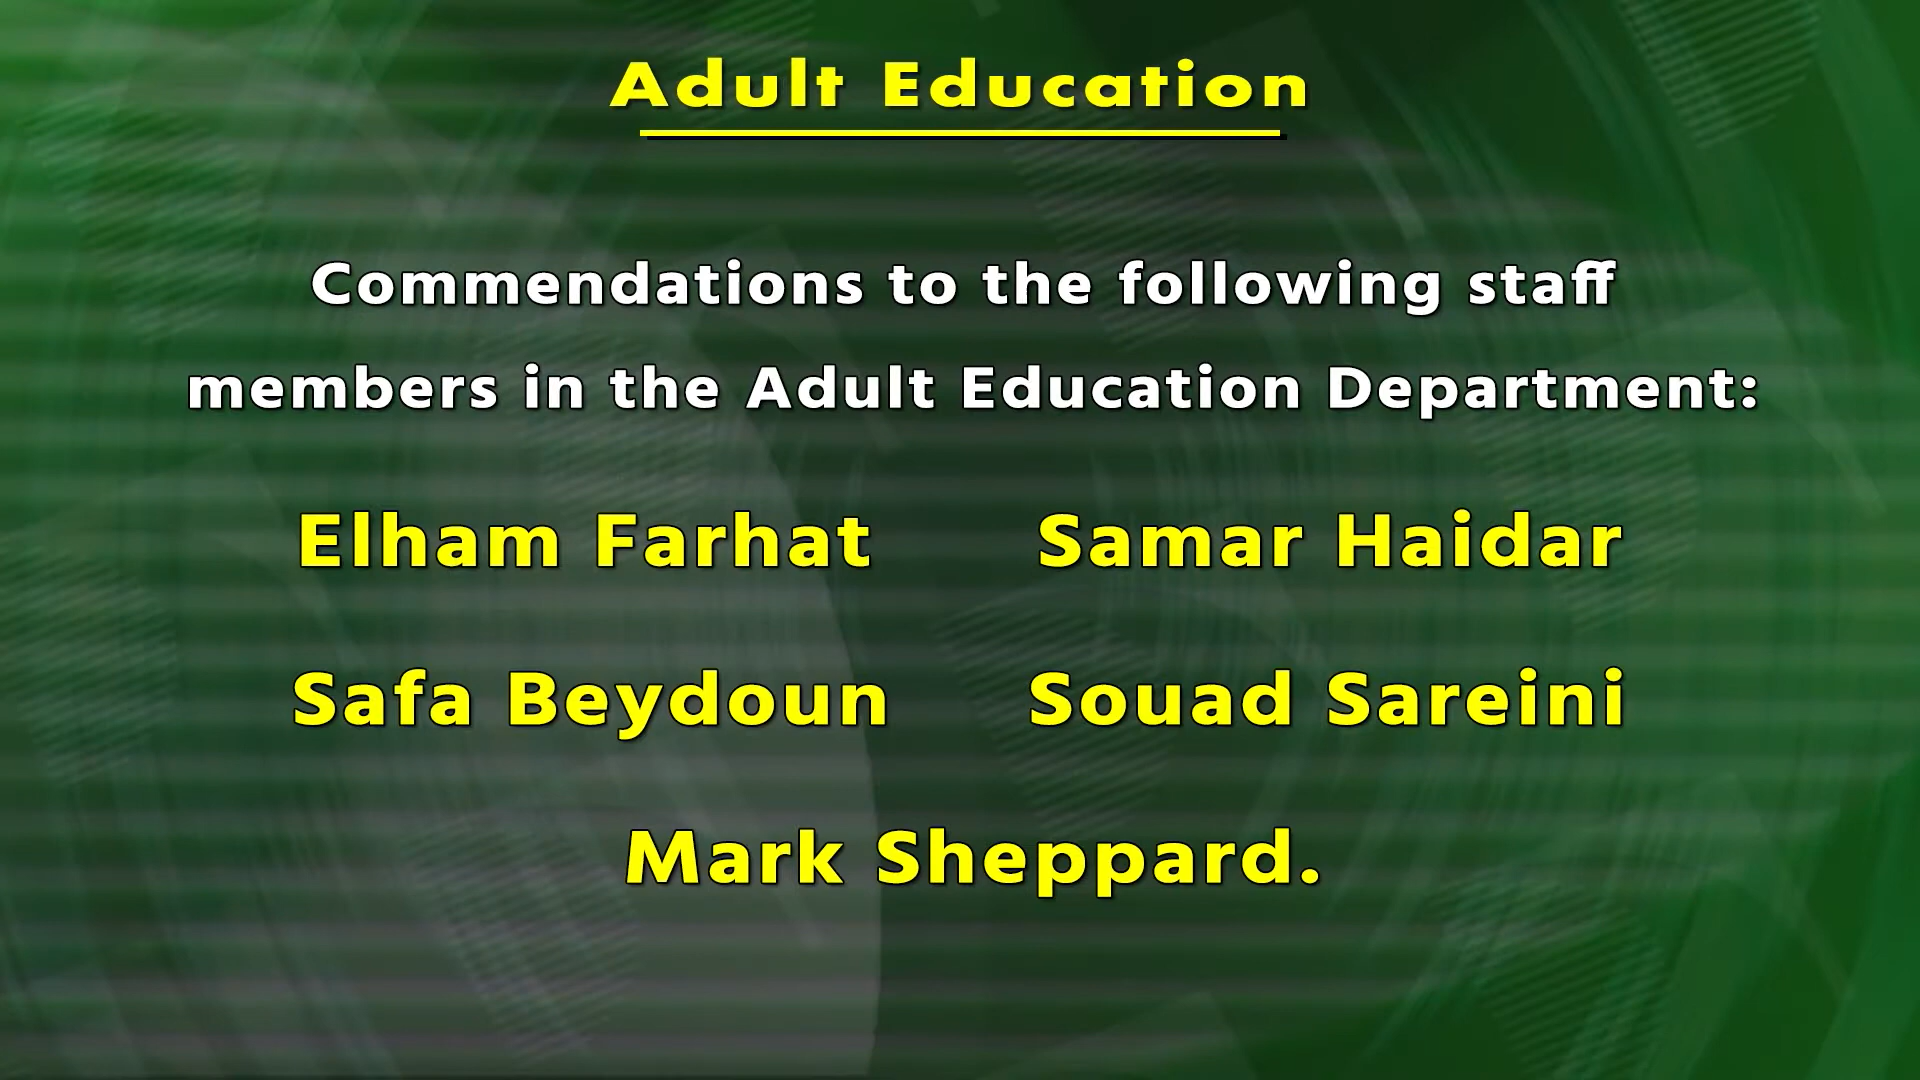 Adult Education
Commendations to the following staff
members in the Adult Education Department:
Elham Farhat Samar Haidar
Safa Beydoun Souad Sareini
Mark Sheppard.